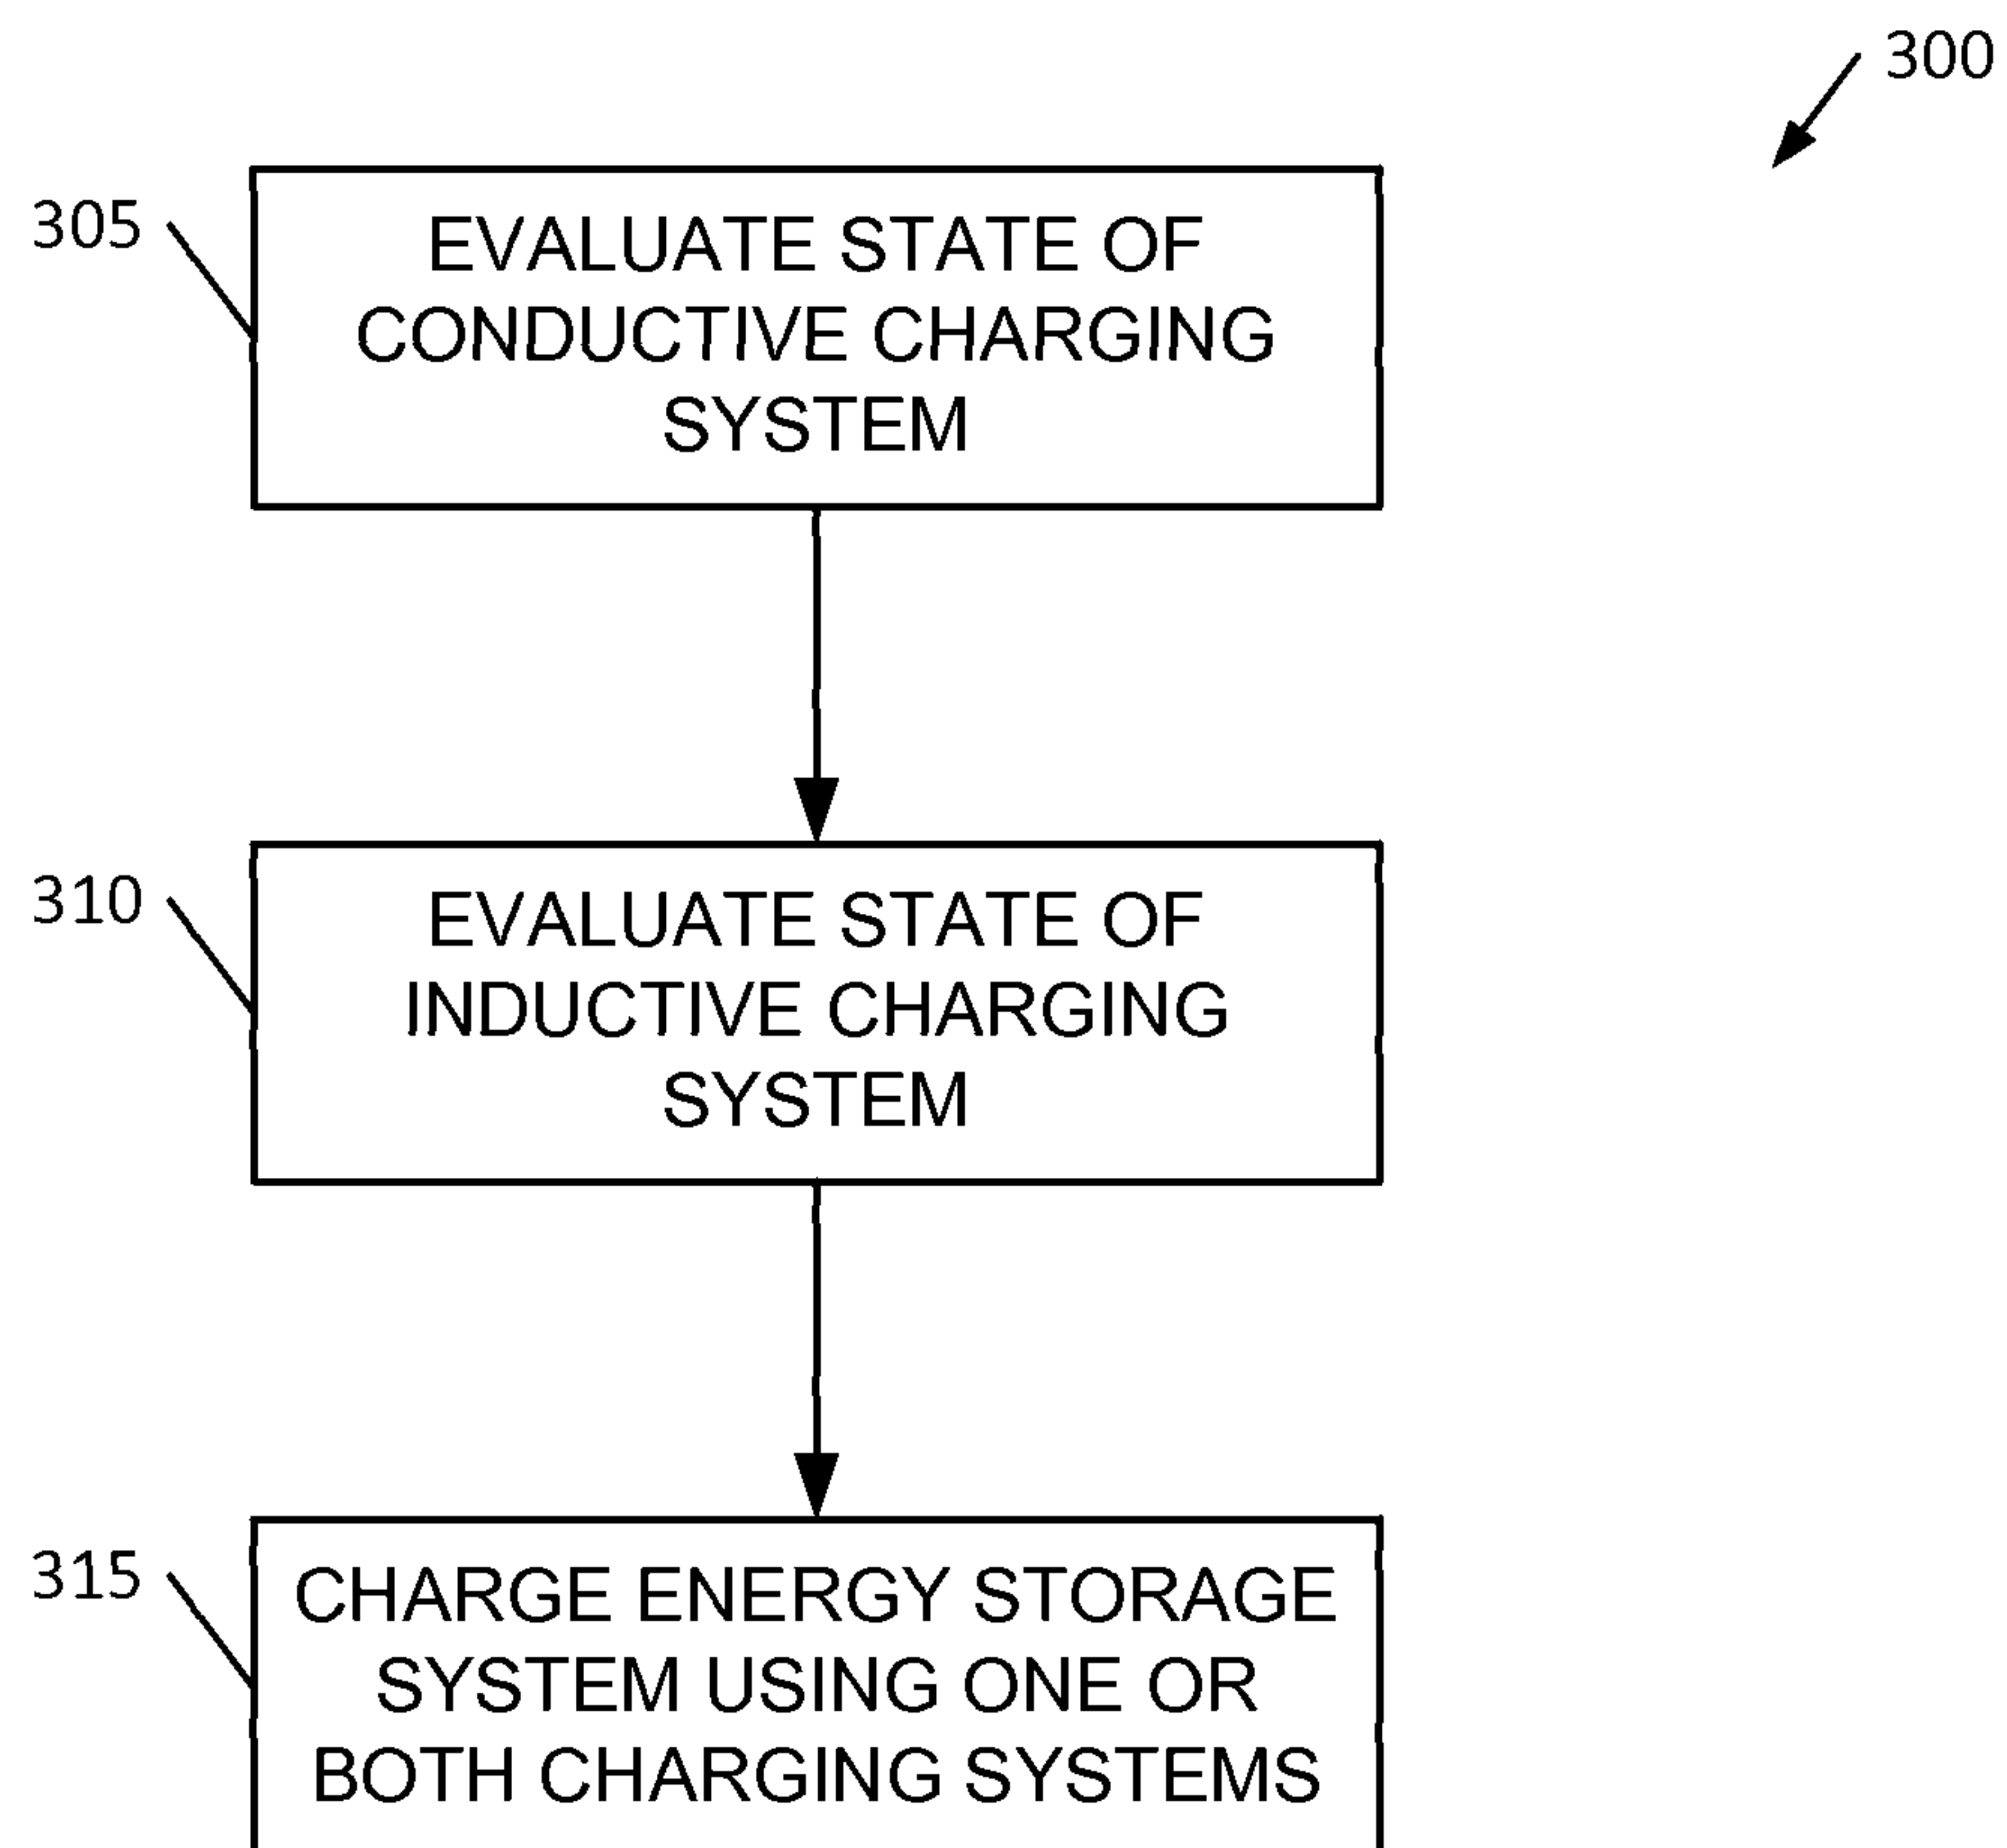 300
305
EVALUATE STATE OF
CONDUCTIVE CHARGING
SYSTEM
310
EVALUATE STATE OF
INDUCTIVE CHARGING
SYSTEM
315
CHARGE ENERGY STORAGE
SYSTEM USING ONE OR
BOTH CHARGING SYSTEMS